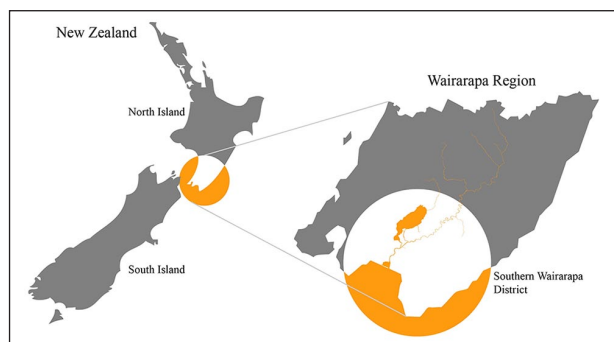 New Zealand
North Island
South Island
Wairarapa Region
Southern Wairarapa
District